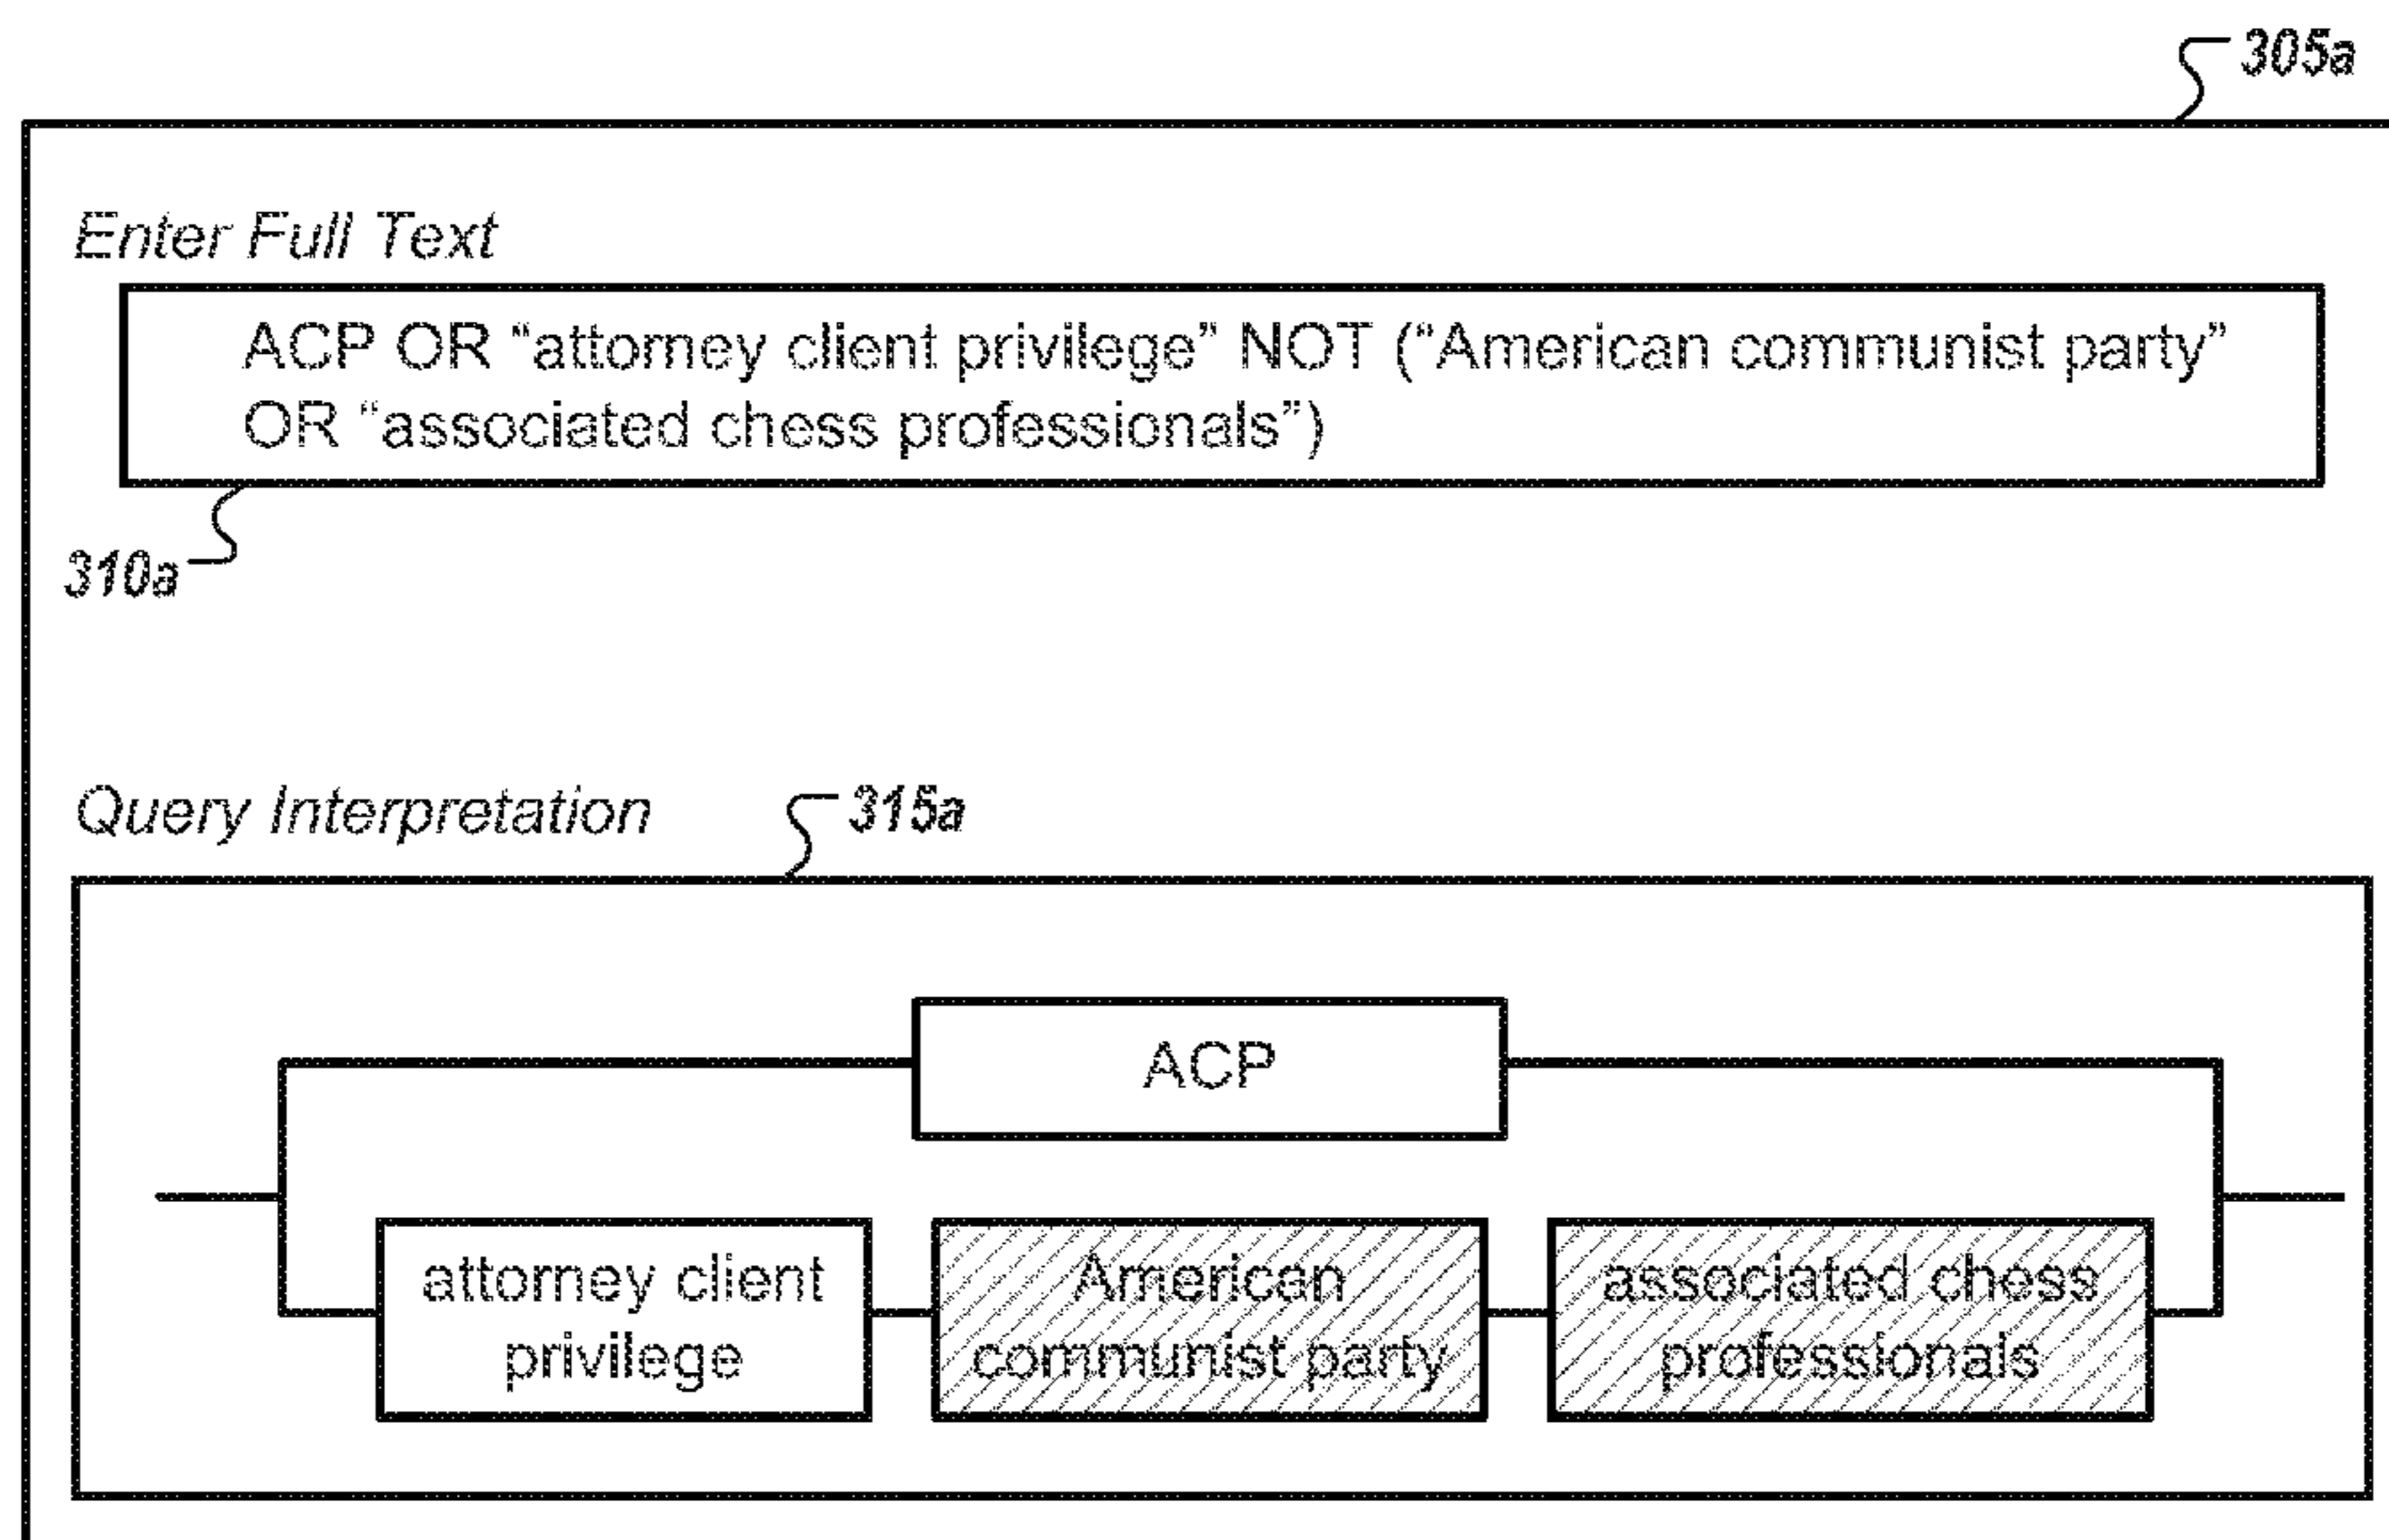 305a
Enter Full Text
ACP OR “attorney client privilege” NOT (“American communist party”
OR “associated chess professionals”)
310a
Query Interpretation
315a
ACP
attorney client
privilege
American
communist party
associated chess
professionals